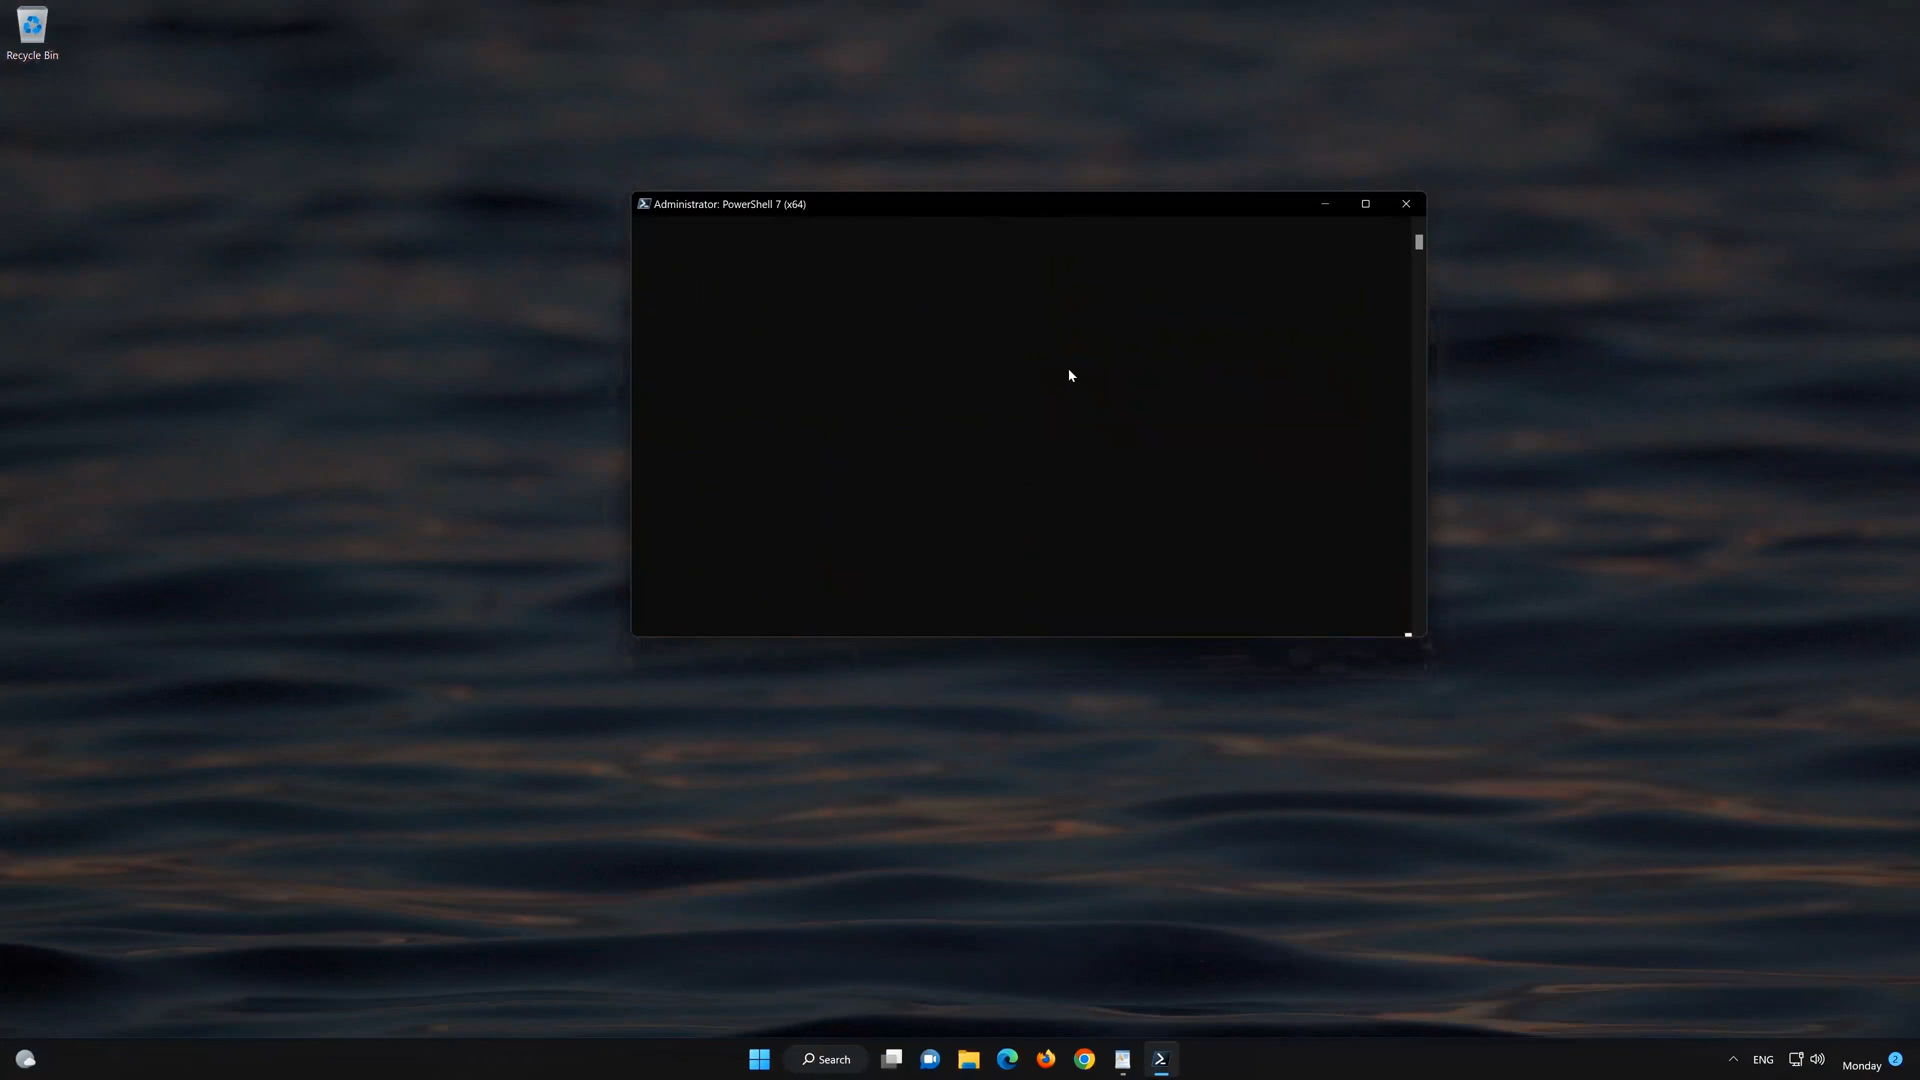 Recycle Bin
Administrator: PowerShell 7 (x64)
Search
ENG
Monday
2